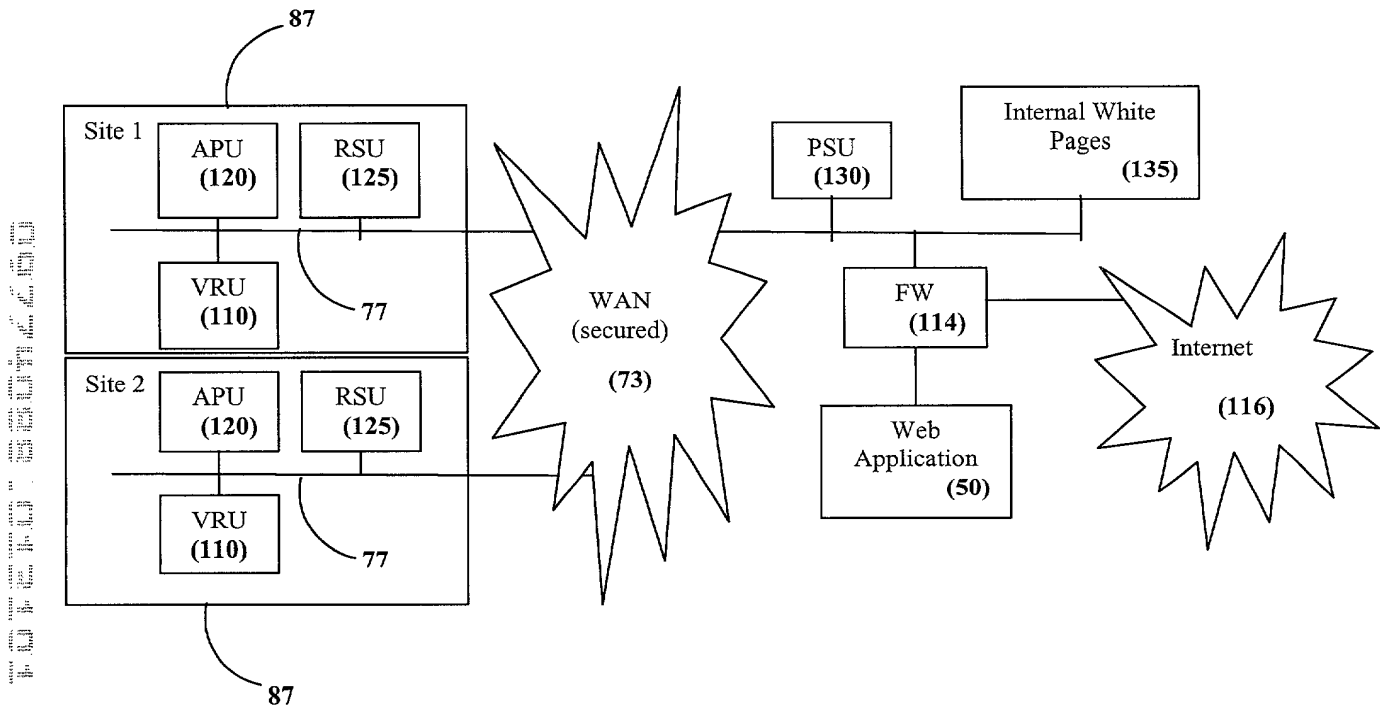 87
Site 1
APU
(120)
RSU
(125)
VRU
(110)
77
Site 2
APU
(120)
RSU
(125)
VRU
(110)
77
87
WAN
(secured)
(73)
PSU
(130)
Internal White
Pages
(135)
FW
(114)
Web
Application
(50)
Internet
(116)